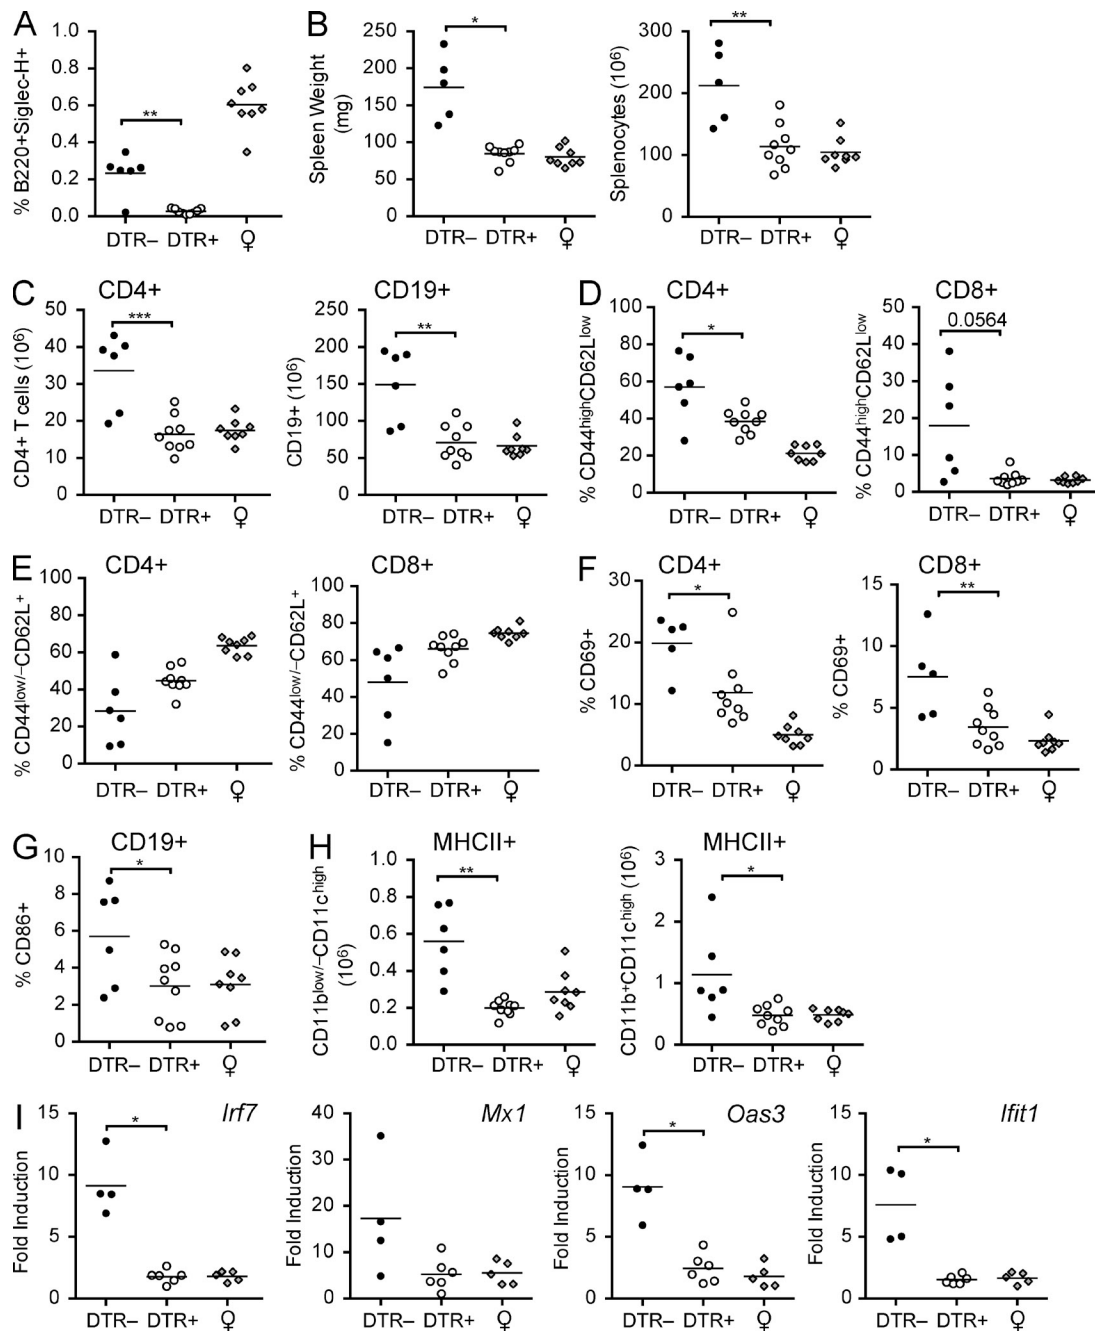 A
% B220+Siglec-H+
1.0
0.8
0.6
0.4
0.2
0.0
**
DTR– DTR+ ♀
B
Spleen Weight
(mg)
250
200
150
100
50
0
*
DTR– DTR+ ♀
Splenocytes (10⁶)
300
200
100
0
**
DTR– DTR+ ♀
C
CD4+
CD4+ T cells (10⁶)
50
40
30
20
10
0
***
DTR– DTR+ ♀
CD19+
CD19+ (10⁶)
250
200
150
100
50
0
**
DTR– DTR+ ♀
D
CD4+
% CD44highCD62Llow
100
80
60
40
20
0
*
DTR– DTR+ ♀
CD8+
% CD44highCD62Llow
50
40
30
20
10
0
0.0564
DTR– DTR+ ♀
E
CD4+
% CD44low/–CD62L+
100
80
60
40
20
0
DTR– DTR+ ♀
CD8+
% CD44low/–CD62L+
100
80
60
40
20
0
DTR– DTR+ ♀
F
CD4+
% CD69+
30
20
10
0
*
DTR– DTR+ ♀
CD8+
% CD69+
15
10
5
0
**
DTR– DTR+ ♀
G
CD19+
% CD86+
10
8
6
4
2
0
*
DTR– DTR+ ♀
H
MHCII+
CD11blow/–CD11chigh
(10⁶)
1.0
0.8
0.6
0.4
0.2
0.0
**
DTR– DTR+ ♀
MHCII+
CD11b+CD11chigh (10⁶)
3
2
1
0
*
DTR– DTR+ ♀
I
Irf7
Fold Induction
15
10
5
0
*
DTR– DTR+ ♀
Mx1
Fold Induction
40
30
20
10
0
DTR– DTR+ ♀
Oas3
Fold Induction
15
10
5
0
*
DTR– DTR+ ♀
Ifit1
Fold Induction
15
10
5
0
*
DTR– DTR+ ♀